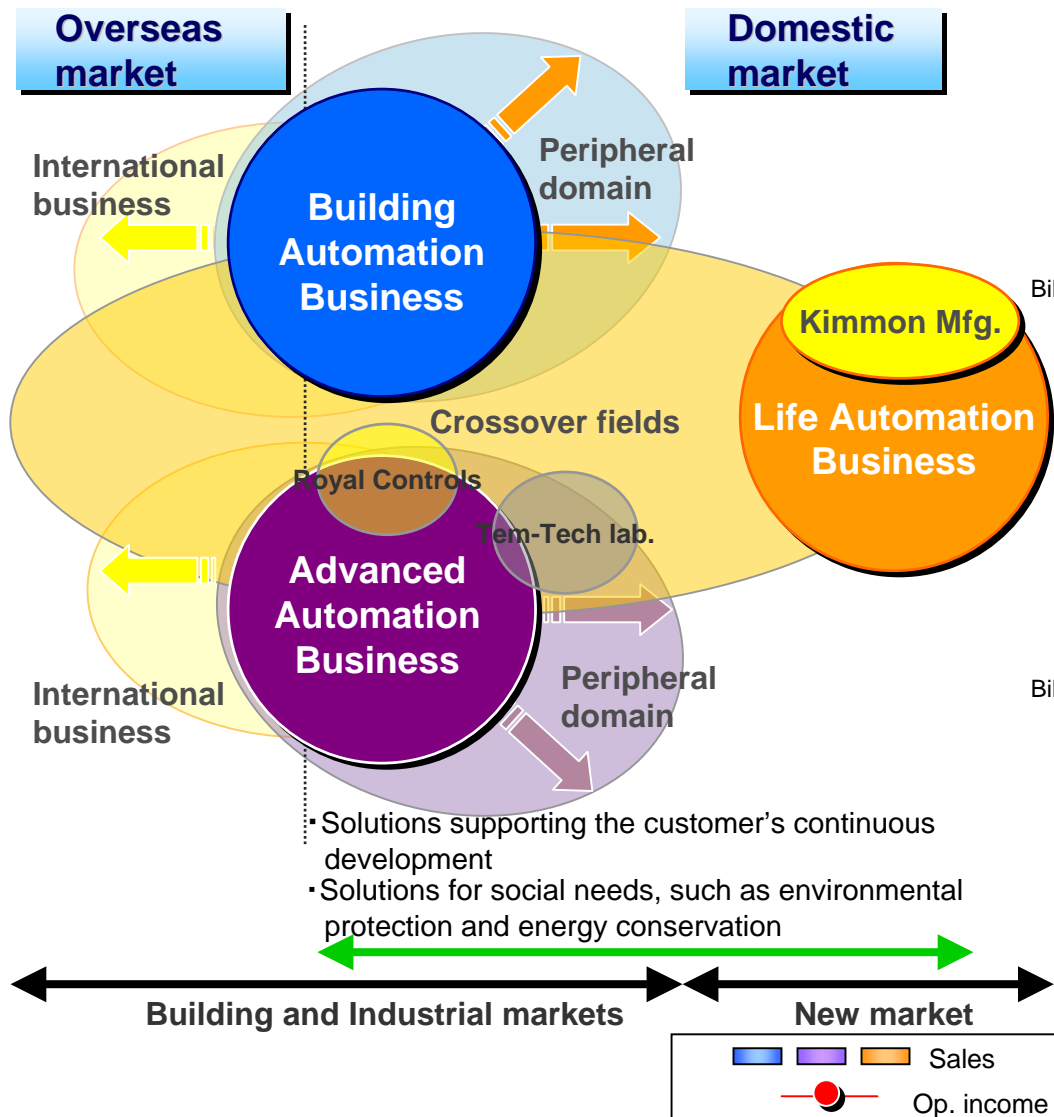 Overseas
market
Domestic
market
International
business
Peripheral
domain
Building
Automation
Business
Kimmon Mfg.
Life Automation
Business
Crossover fields
Royal Controls
Tem-Tech lab.
Advanced
Automation
Business
International
business
Peripheral
domain
・Solutions supporting the customer's continuous
development
・Solutions for social needs, such as environmental
protection and energy conservation
Building and Industrial markets
New market
Sales
Op. income